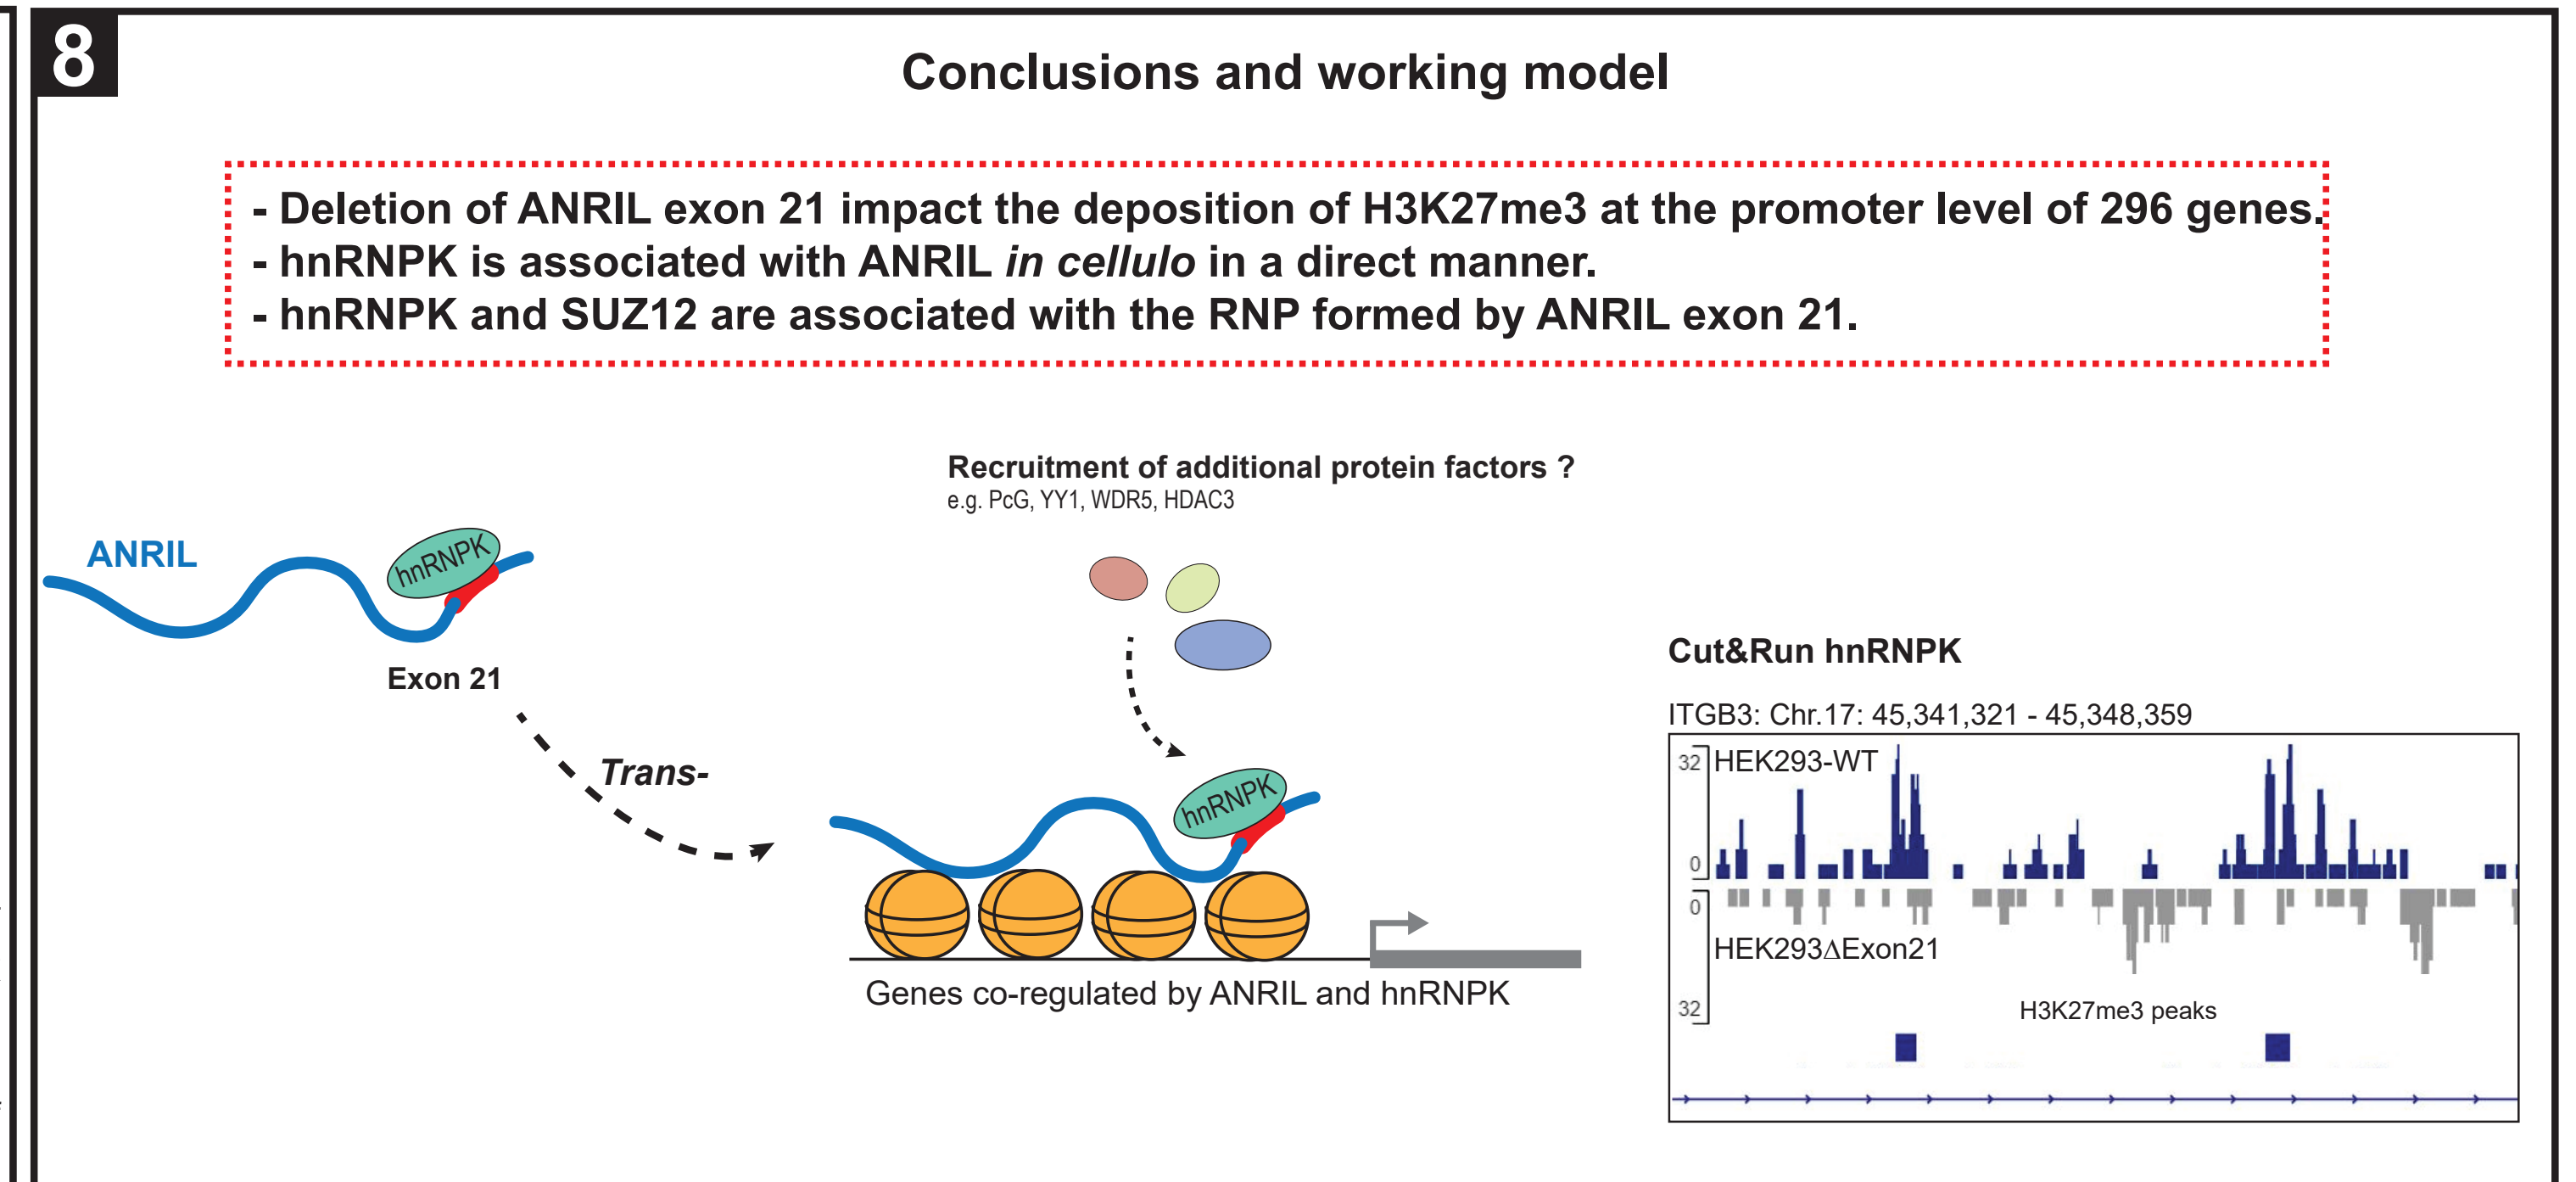 8
Conclusions and working model
- Deletion of ANRIL exon 21 impact the deposition of H3K27me3 at the promoter level of 296 genes.
- hnRNPK is associated with ANRIL in cellulo in a direct manner.
- hnRNPK and SUZ12 are associated with the RNP formed by ANRIL exon 21.
Recruitment of additional protein factors ?
e.g. PcG, YY1, WDR5, HDAC3
ANRIL
hnRNPK
Exon 21
Trans-
hnRNPK
Genes co-regulated by ANRIL and hnRNPK
Cut&Run hnRNPK
ITGB3: Chr.17: 45,341,321 - 45,348,359
32
HEK293-WT
0
0
HEK293ΔExon21
32
H3K27me3 peaks